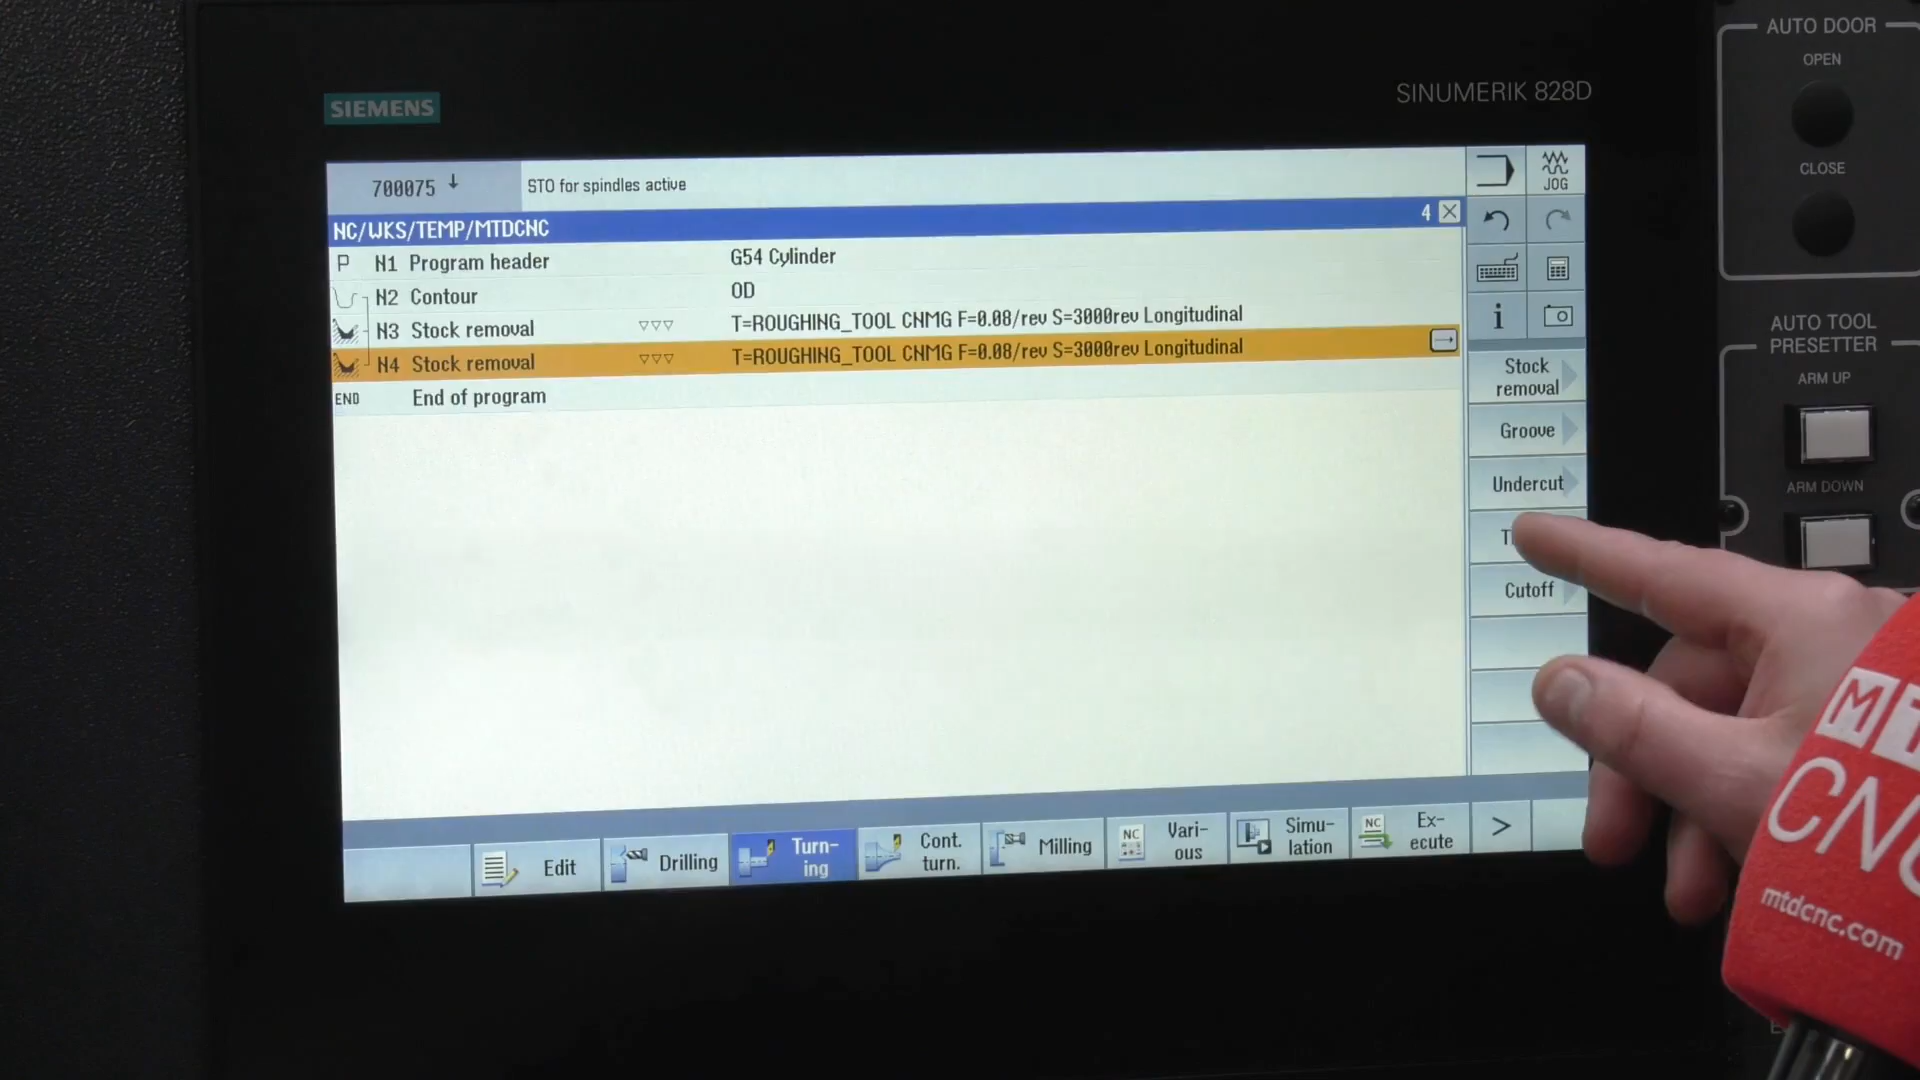 SIEMENS
SINUMERIK 828D
700075 ↓
STO for spindles active
JOG
NC/WKS/TEMP/MTDCNC
4
P N1 Program header G54 Cylinder
N2 Contour OD
N3 Stock removal ▽▽▽ T=ROUGHING_TOOL CNMG F=0.08/rev S=3000rev Longitudinal
N4 Stock removal ▽▽▽ T=ROUGHING_TOOL CNMG F=0.08/rev S=3000rev Longitudinal
END End of program
i
Stock
removal
Groove
Undercut
Cutoff
Edit
Drilling
Turn-
ing
Cont.
turn.
Milling
NC
Vari-
ous
Simu-
lation
NC
Ex-
ecute
>
AUTO DOOR
OPEN
CLOSE
AUTO TOOL
PRESETTER
ARM UP
ARM DOWN
CNC
mtdcnc.com